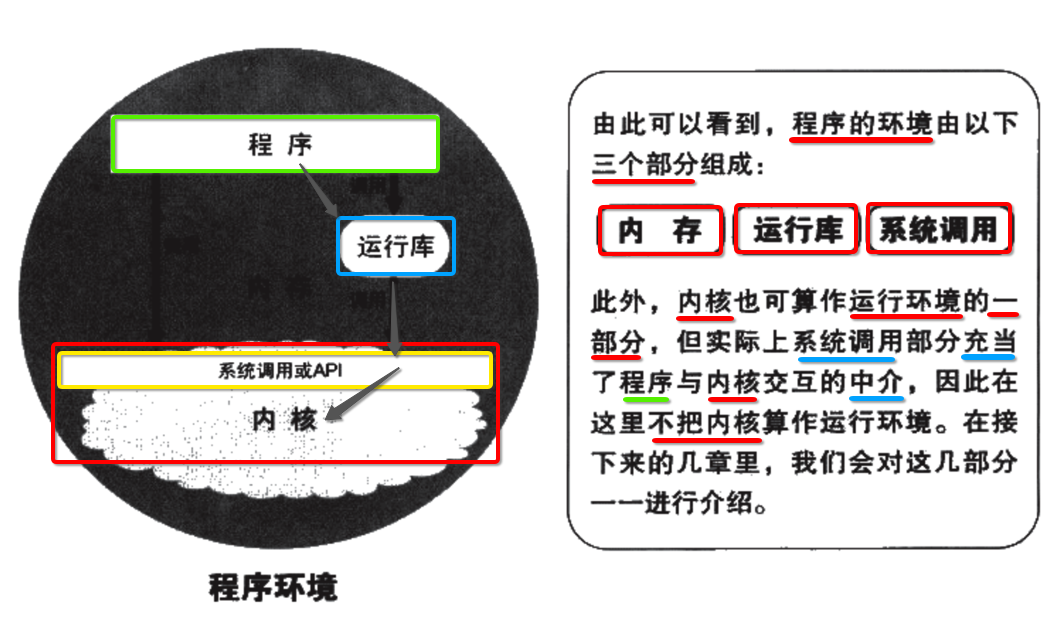 程序
调用
运行库
内存
调用
系统调用或API
内核
程序环境
由此可以看到，程序的环境由以下
三个部分组成：
内存 运行库 系统调用
此外，内核也可算作运行环境的一
部分，但实际上系统调用部分充当
了程序与内核交互的中介，因此在
这里不把内核算作运行环境。在接
下来的几章里，我们会对这几部分
一一进行介绍。